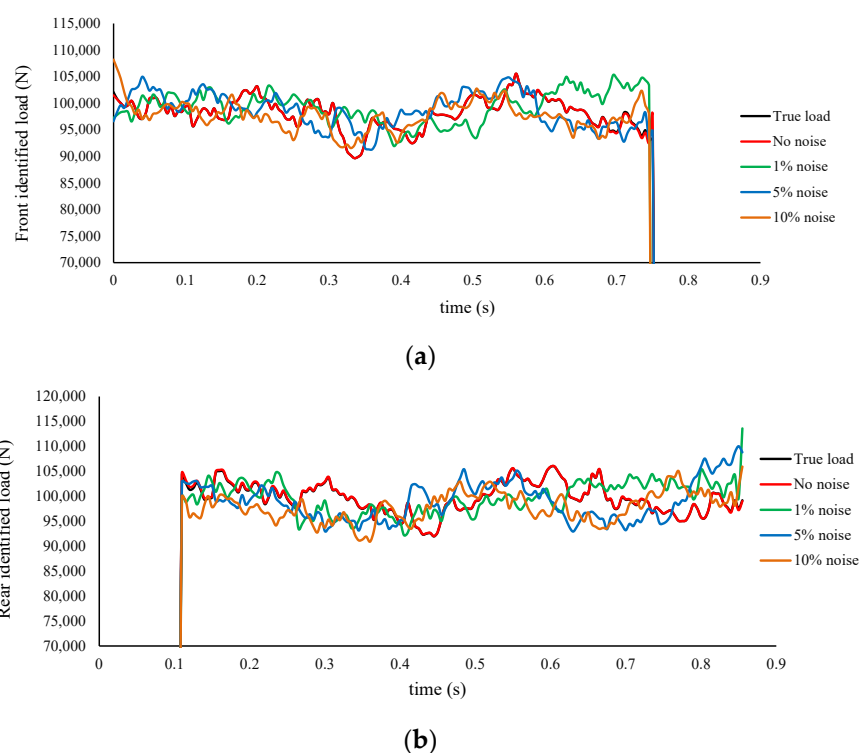 115,000
110,000
105,000
100,000
95,000
90,000
85,000
80,000
75,000
70,000
Front identified load (N)
0 0.1 0.2 0.3 0.4 0.5 0.6 0.7 0.8 0.9
time (s)
True load
No noise
1% noise
5% noise
10% noise
(a)
120,000
115,000
110,000
105,000
100,000
95,000
90,000
85,000
80,000
75,000
70,000
Rear identified load (N)
0 0.1 0.2 0.3 0.4 0.5 0.6 0.7 0.8 0.9
time (s)
True load
No noise
1% noise
5% noise
10% noise
(b)